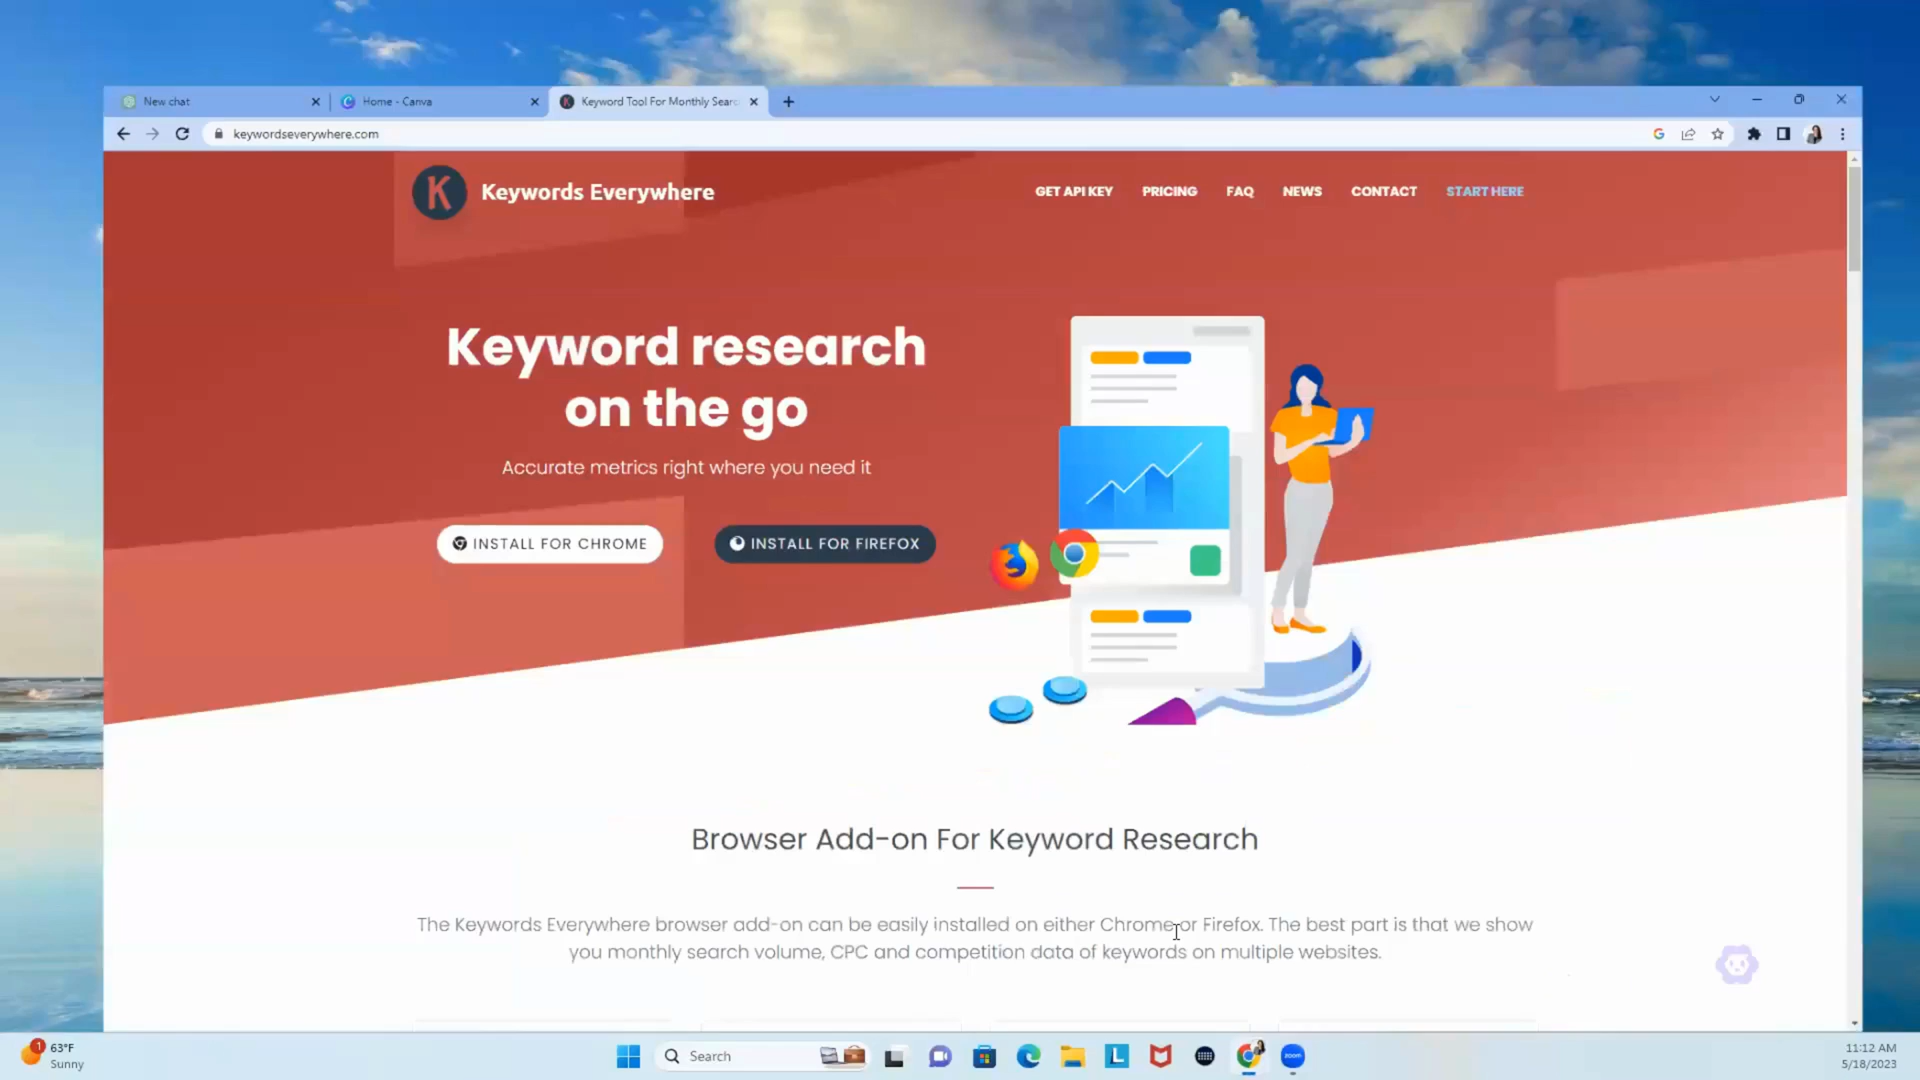 New chat
Home - Canva
Keyword Tool For Monthly Searc
keywordseverywhere.com
K
Keywords Everywhere
GET API KEY
PRICING
FAQ
NEWS
CONTACT
START HERE
Keyword research
on the go
Accurate metrics right where you need it
INSTALL FOR CHROME
INSTALL FOR FIREFOX
Browser Add-on For Keyword Research
The Keywords Everywhere browser add-on can be easily installed on either Chrome or Firefox. The best part is that we show
you monthly search volume, CPC and competition data of keywords on multiple websites.
1
63°F
Sunny
Search
L
zoom
11:12 AM
5/18/2023